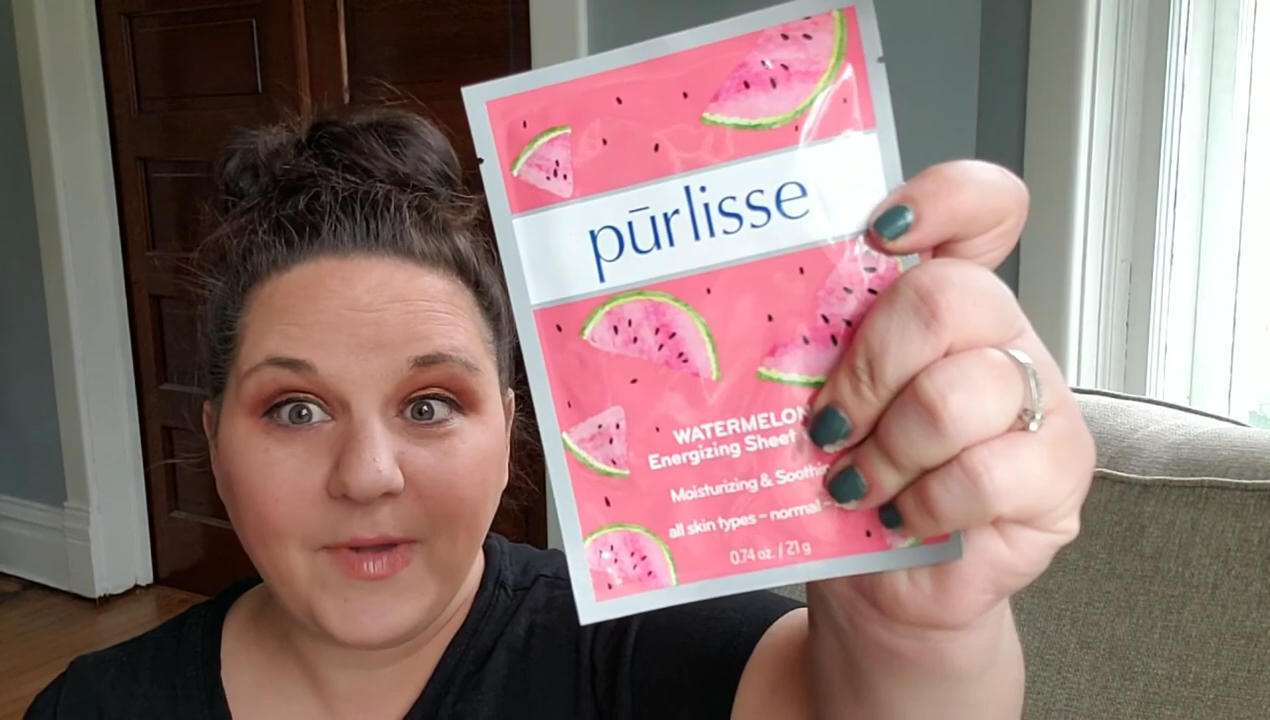 pūrlisse
WATERMELON
Energizing Sheet
Moisturizing & Soothing
all skin types ~ normal ~
0.74 oz. / 21 g